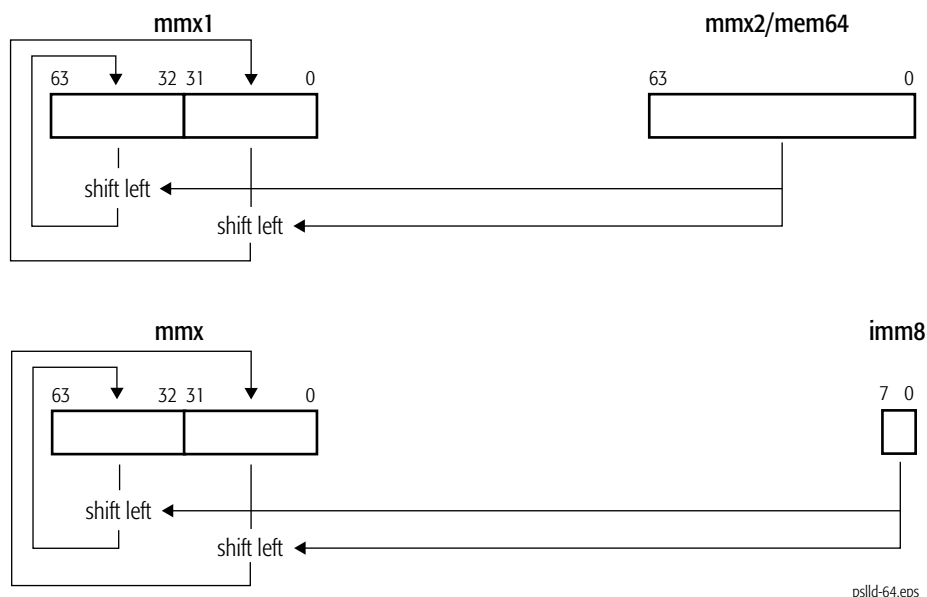 mmx1 mmx2/mem64
63 32 31 0 63 0
shift left
shift left
mmx imm8
63 32 31 0 7 0
shift left
shift left
pslld-64.eps